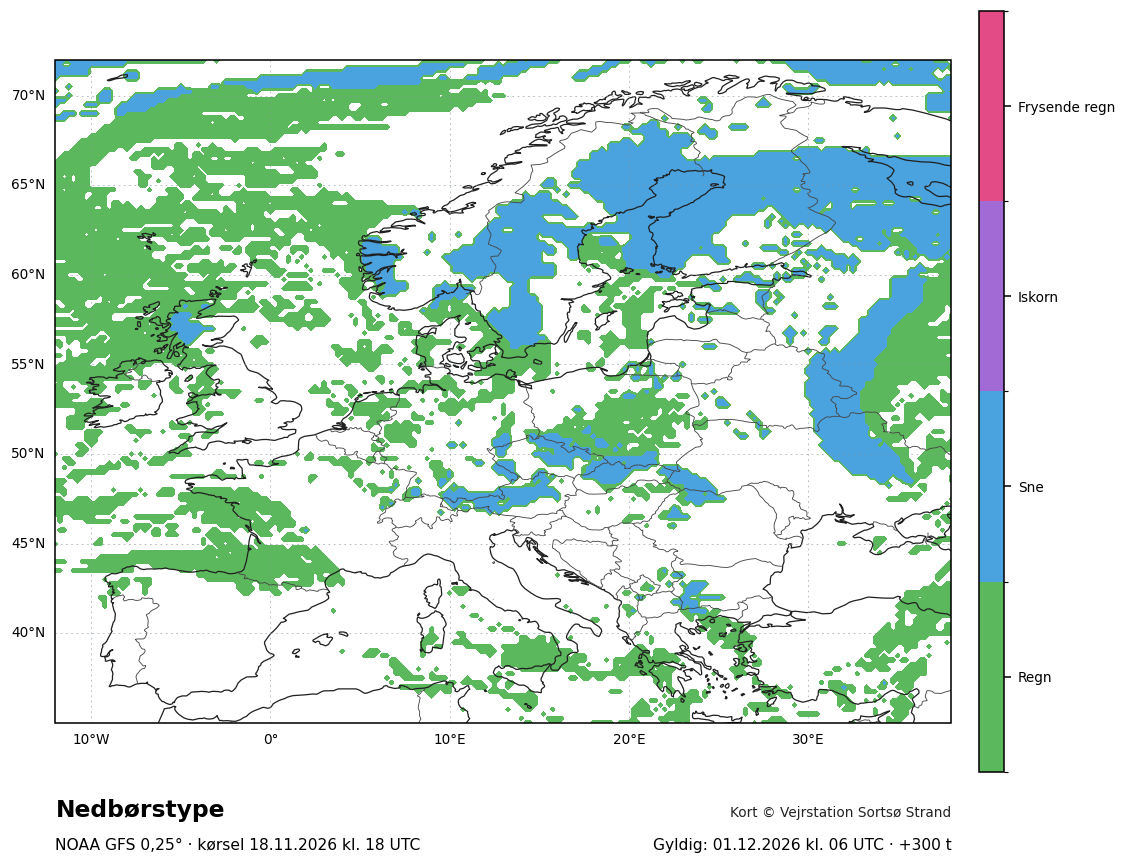 70°N
65°N
60°N
55°N
50°N
45°N
40°N
10°W
0°
10°E
20°E
30°E
Frysende regn
Iskorn
Sne
Regn
Nedbørstype
Kort © Vejrstation Sortsø Strand
NOAA GFS 0,25° · kørsel 18.11.2026 kl. 18 UTC
Gyldig: 01.12.2026 kl. 06 UTC · +300 t